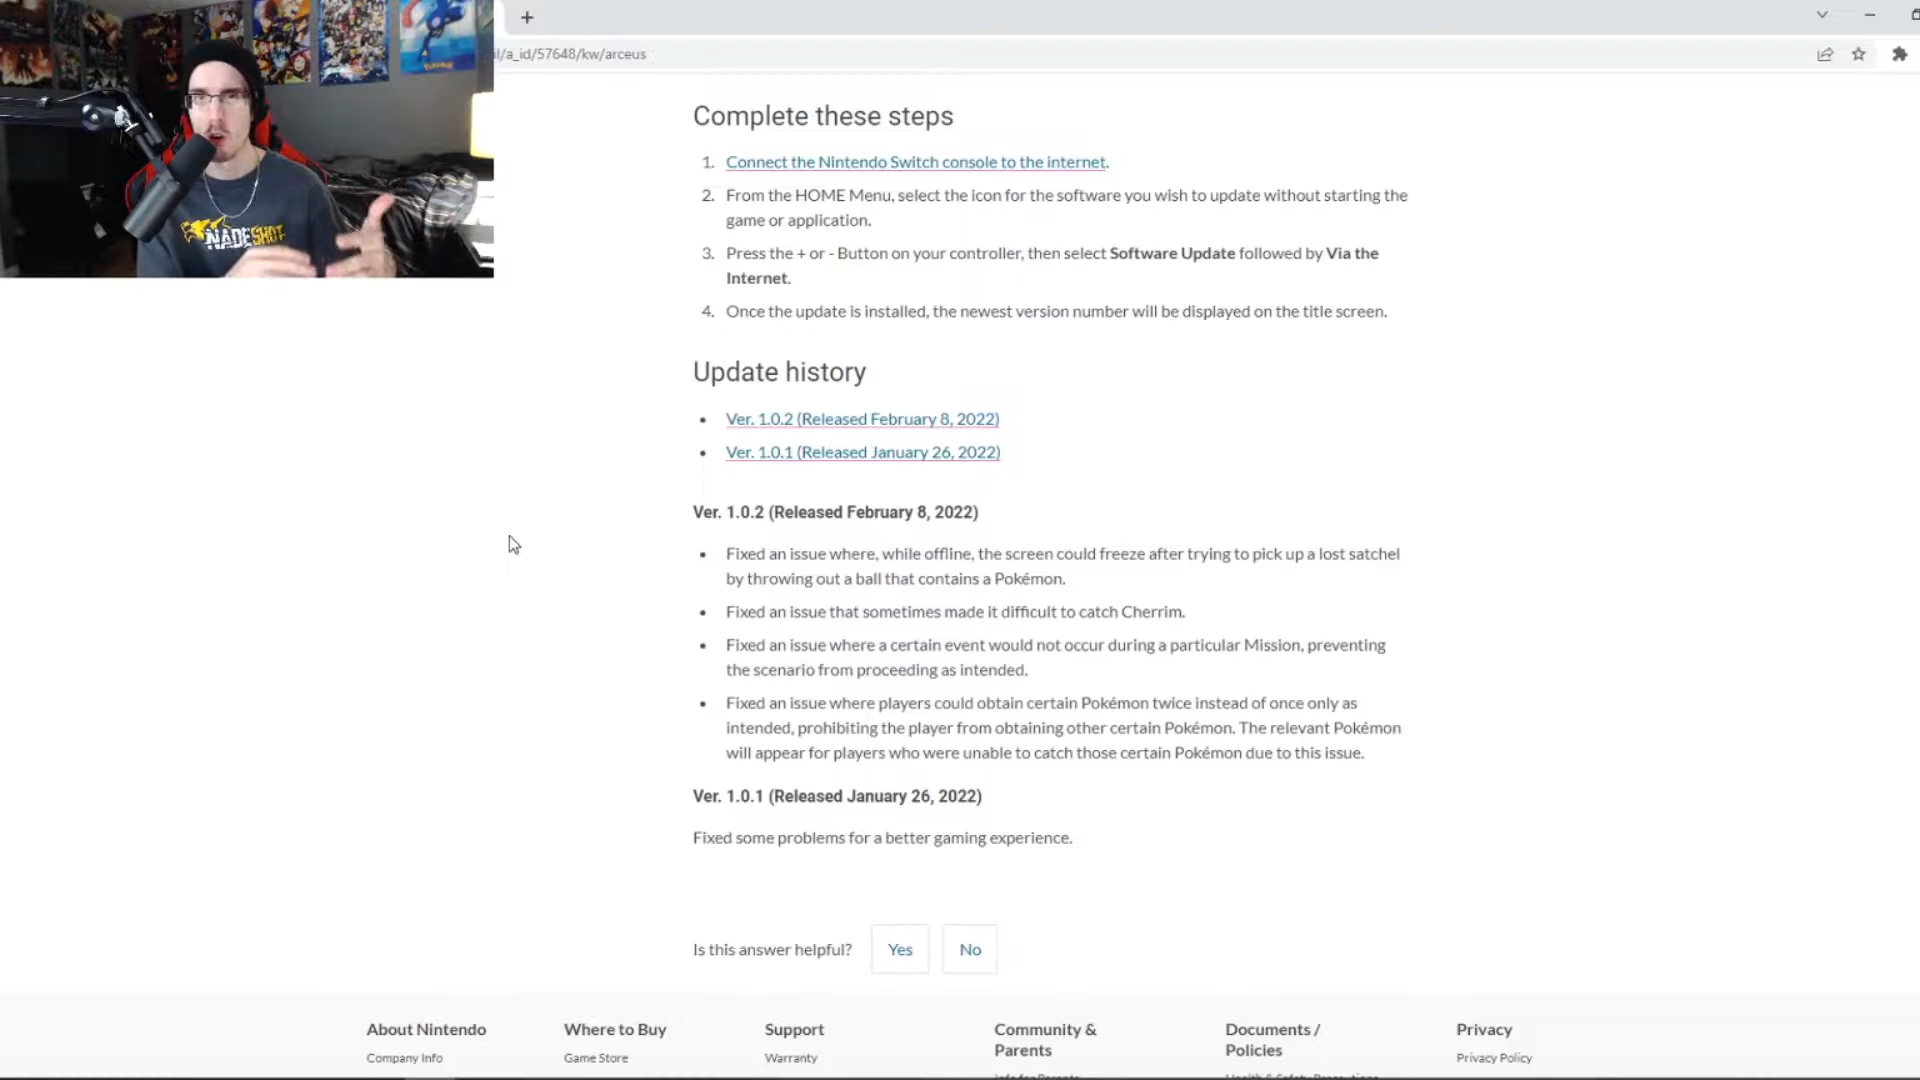 il/a_id/57648/kw/arceus
NADESHOT
Complete these steps
1. Connect the Nintendo Switch console to the internet.
2. From the HOME Menu, select the icon for the software you wish to update without starting the
game or application.
3. Press the + or - Button on your controller, then select Software Update followed by Via the
Internet.
4. Once the update is installed, the newest version number will be displayed on the title screen.
Update history
• Ver. 1.0.2 (Released February 8, 2022)
• Ver. 1.0.1 (Released January 26, 2022)
Ver. 1.0.2 (Released February 8, 2022)
• Fixed an issue where, while offline, the screen could freeze after trying to pick up a lost satchel
by throwing out a ball that contains a Pokémon.
• Fixed an issue that sometimes made it difficult to catch Cherrim.
• Fixed an issue where a certain event would not occur during a particular Mission, preventing
the scenario from proceeding as intended.
• Fixed an issue where players could obtain certain Pokémon twice instead of once only as
intended, prohibiting the player from obtaining other certain Pokémon. The relevant Pokémon
will appear for players who were unable to catch those certain Pokémon due to this issue.
Ver. 1.0.1 (Released January 26, 2022)
Fixed some problems for a better gaming experience.
Is this answer helpful? Yes No
About Nintendo Where to Buy Support Community & Documents / Privacy
Parents Policies
Company Info Game Store Warranty Privacy Policy